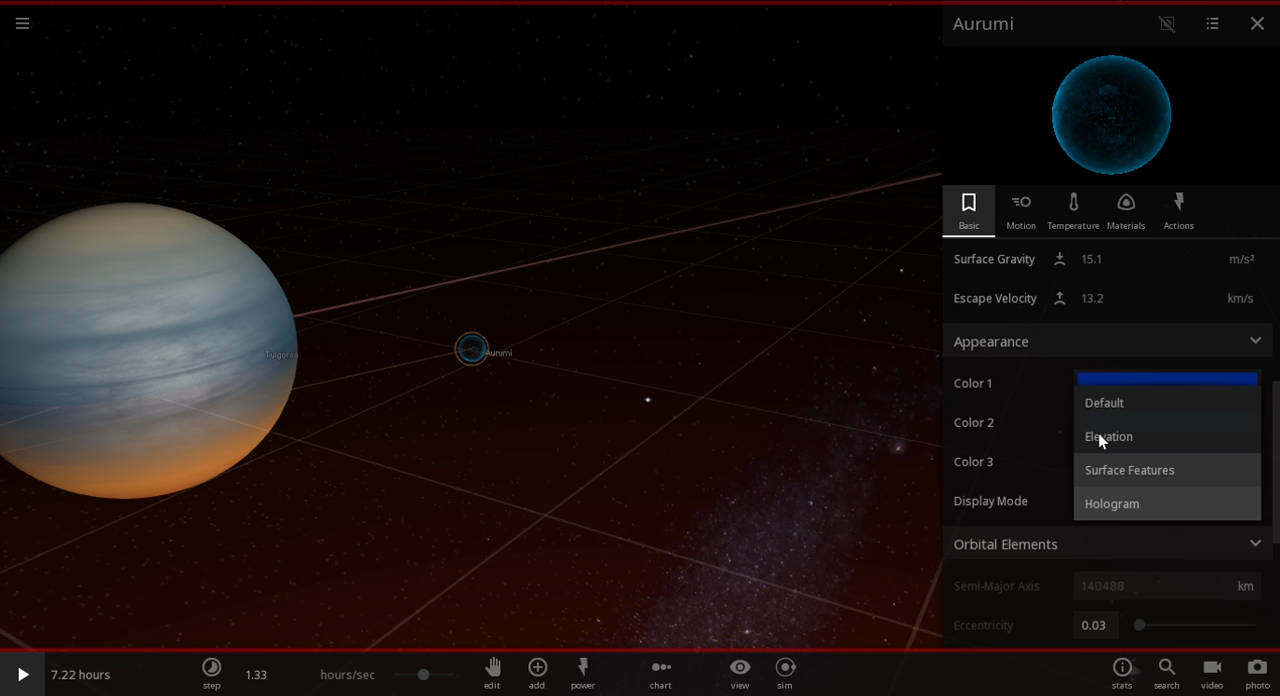 Aurumi
Basic
Motion
Temperature
Materials
Actions
Surface Gravity 15.1 m/s²
Escape Velocity 13.2 km/s
Tulgorea
Aurumi
Appearance
Color 1
Default
Color 2
Elevation
Color 3
Surface Features
Display Mode
Hologram
Orbital Elements
Semi-Major Axis 140488 km
Eccentricity 0.03
7.22 hours
step
1.33 hours/sec
edit
add
power
chart
view
sim
stats
search
video
photo